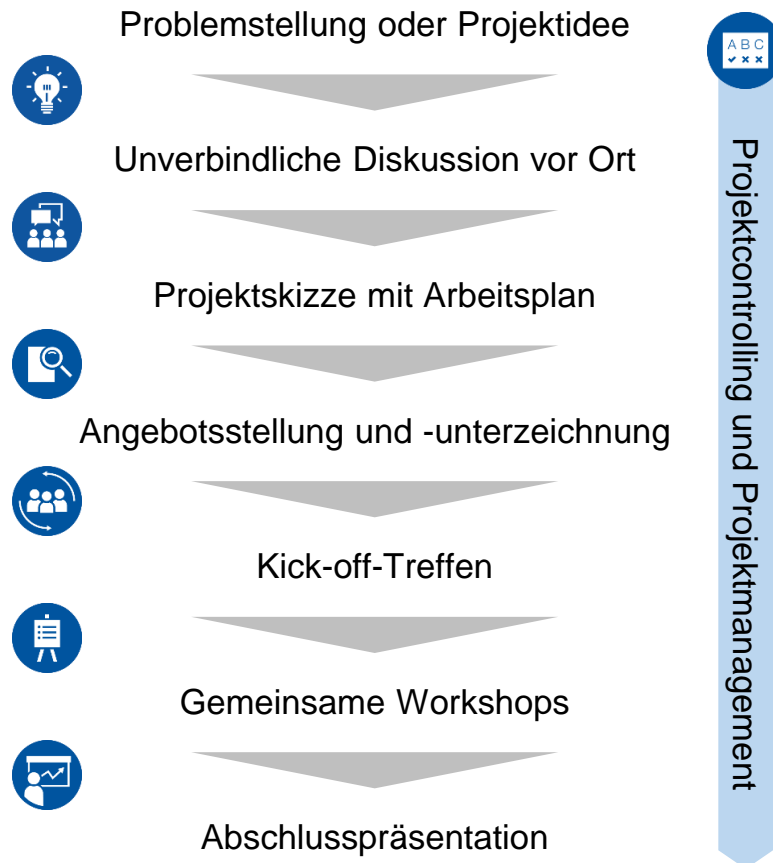 Problemstellung oder Projektidee
ABC
Unverbindliche Diskussion vor Ort
Projektskizze mit Arbeitsplan
Angebotsstellung und -unterzeichnung
Kick-off-Treffen
Gemeinsame Workshops
Abschlusspräsentation
Projektcontrolling und Projektmanagement